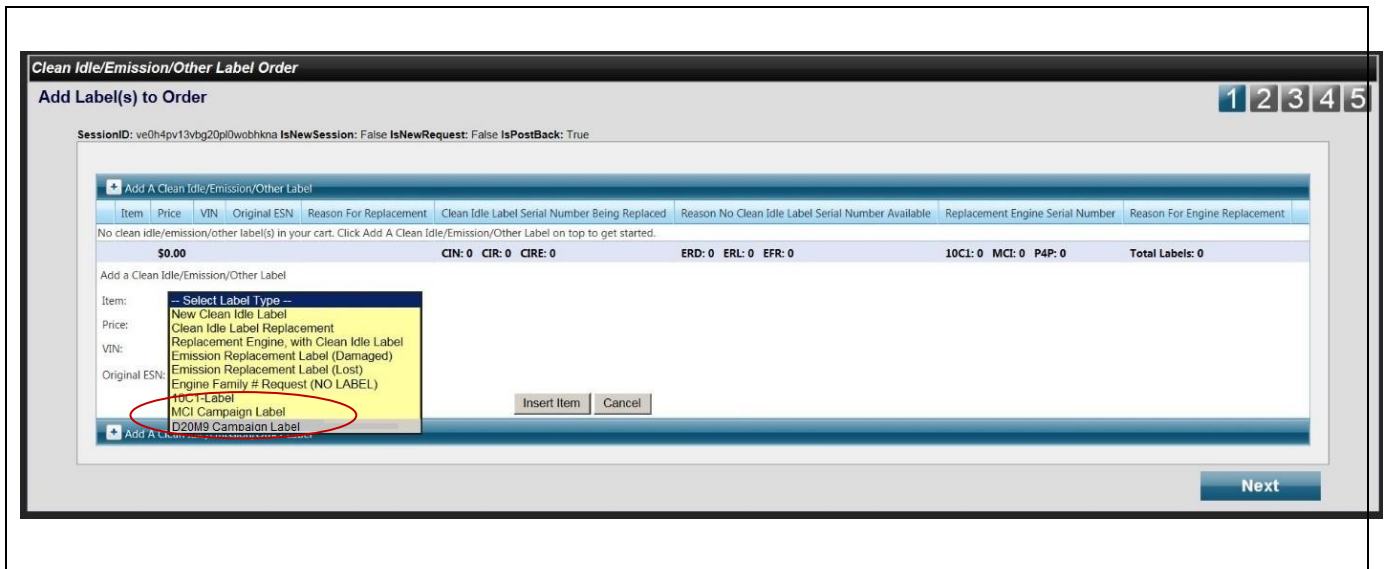 Clean Idle/Emission/Other Label Order
Add Label(s) to Order
1 2 3 4 5
SessionID: ve0h4pv13vbg20pl0wobhkna IsNewSession: False IsNewRequest: False IsPostBack: True
Add A Clean Idle/Emission/Other Label
Item Price VIN Original ESN Reason For Replacement Clean Idle Label Serial Number Being Replaced Reason No Clean Idle Label Serial Number Available Replacement Engine Serial Number Reason For Engine Replacement
No clean idle/emission/other label(s) in your cart. Click Add A Clean Idle/Emission/Other Label on top to get started.
$0.00 CIN: 0 CIR: 0 CIRE: 0 ERD: 0 ERL: 0 EFR: 0 10C1: 0 MCI: 0 P4P: 0 Total Labels: 0
Add a Clean Idle/Emission/Other Label
Item:
-- Select Label Type --
New Clean Idle Label
Price:
Clean Idle Label Replacement
Replacement Engine, with Clean Idle Label
VIN:
Emission Replacement Label (Damaged)
Emission Replacement Label (Lost)
Original ESN:
Engine Family # Request (NO LABEL)
10C1-Label
MCI Campaign Label
D20M9 Campaign Label
Insert Item Cancel
Add A Clean Idle/Emission/Other Label
Next